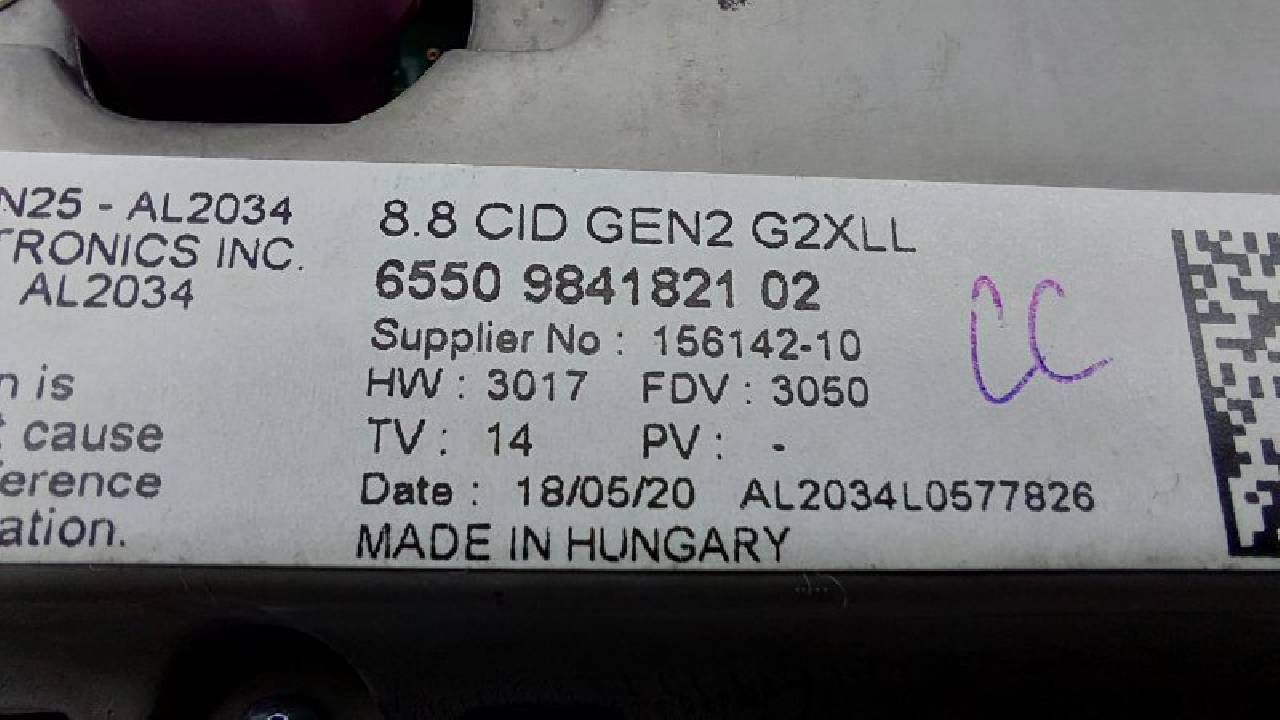 N25 - AL2034
TRONICS INC.
AL2034
n is
t cause
erence
ation.
8.8 CID GEN2 G2XLL
6550 9841821 02
Supplier No : 156142-10
HW : 3017 FDV : 3050
TV : 14 PV : -
Date : 18/05/20 AL2034L0577826
MADE IN HUNGARY
CC